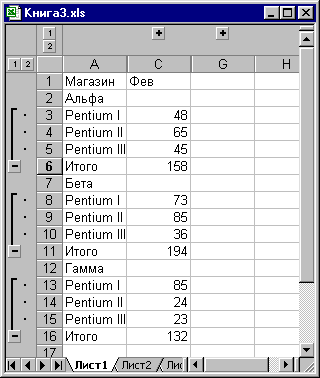 Книга3.xls
1
2
1 2 A C G H
1 Магазин Фев
2 Альфа
3 Pentium I 48
4 Pentium II 65
5 Pentium III 45
6 Итого 158
7 Бета
8 Pentium I 73
9 Pentium II 85
10 Pentium III 36
11 Итого 194
12 Гамма
13 Pentium I 85
14 Pentium II 24
15 Pentium III 23
16 Итого 132
17
Лист1 Лист2 Лис